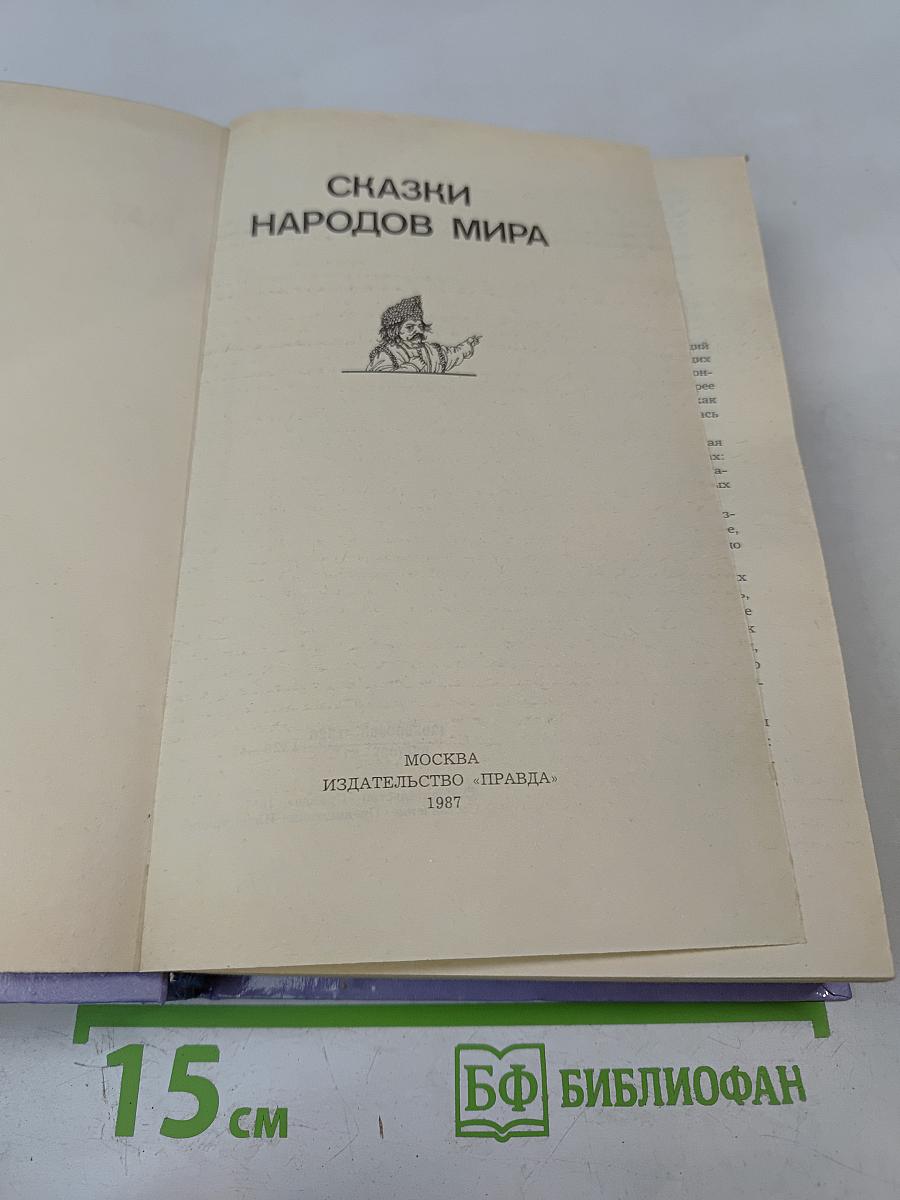 СКАЗКИ
НАРОДОВ МИРА
МОСКВА
ИЗДАТЕЛЬСТВО «ПРАВДА»
1987
15 см
БФ БИБЛИОФАН